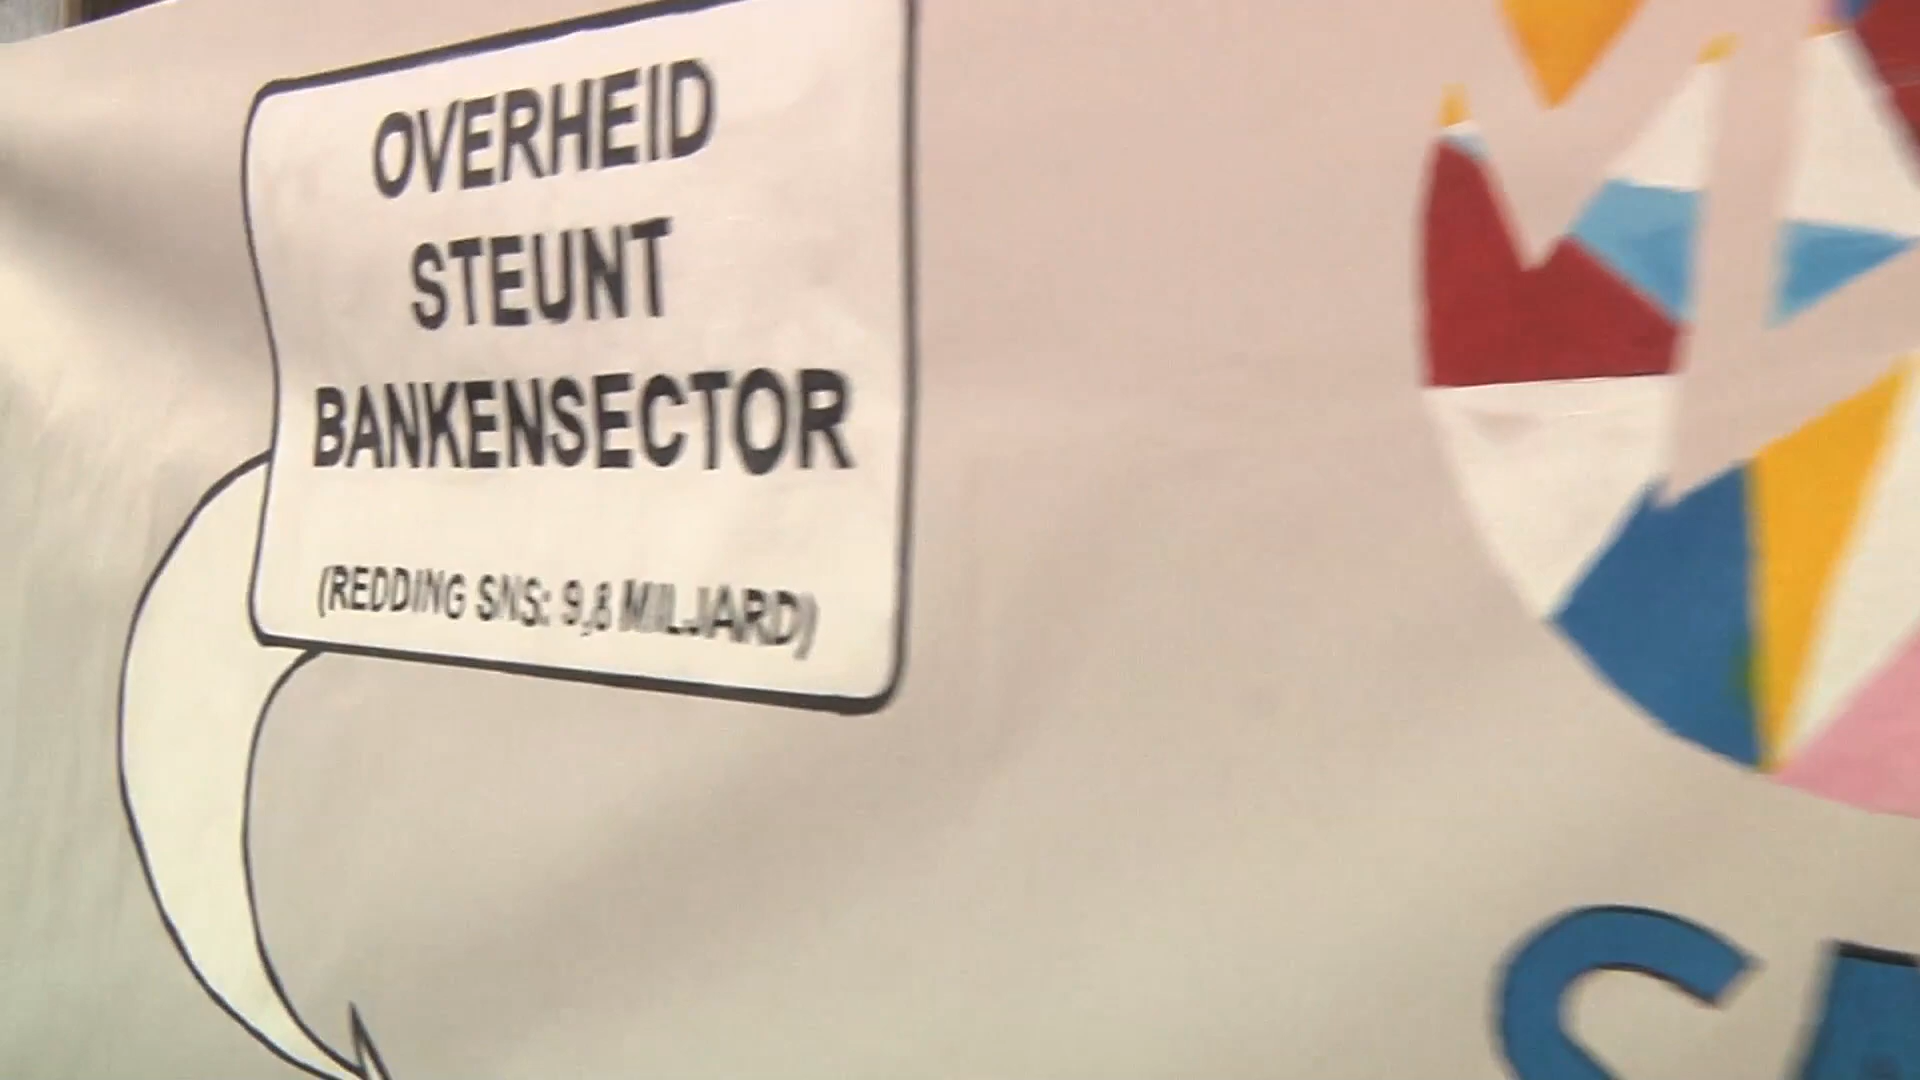 OVERHEID
STEUNT
BANKENSECTOR
(REDDING SNS: 9,8 MILJARD)